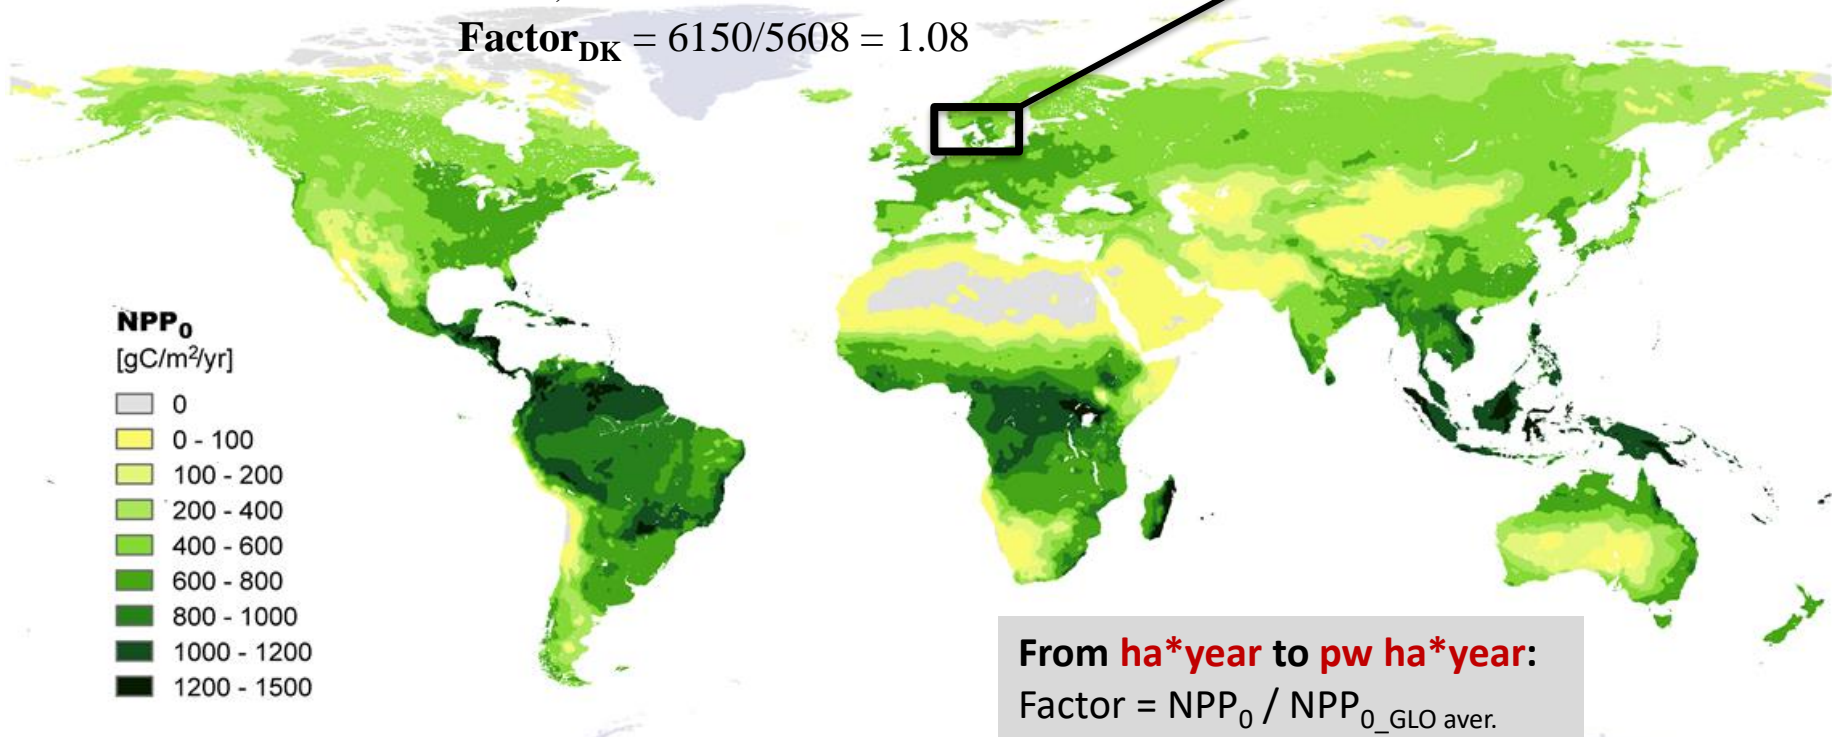 Factor_DK = 6150/5608 = 1.08
NPP₀
[gC/m²/yr]
0
0 - 100
100 - 200
200 - 400
400 - 600
600 - 800
800 - 1000
1000 - 1200
1200 - 1500
From ha*year to pw ha*year:
Factor = NPP₀ / NPP₀_GLO aver.